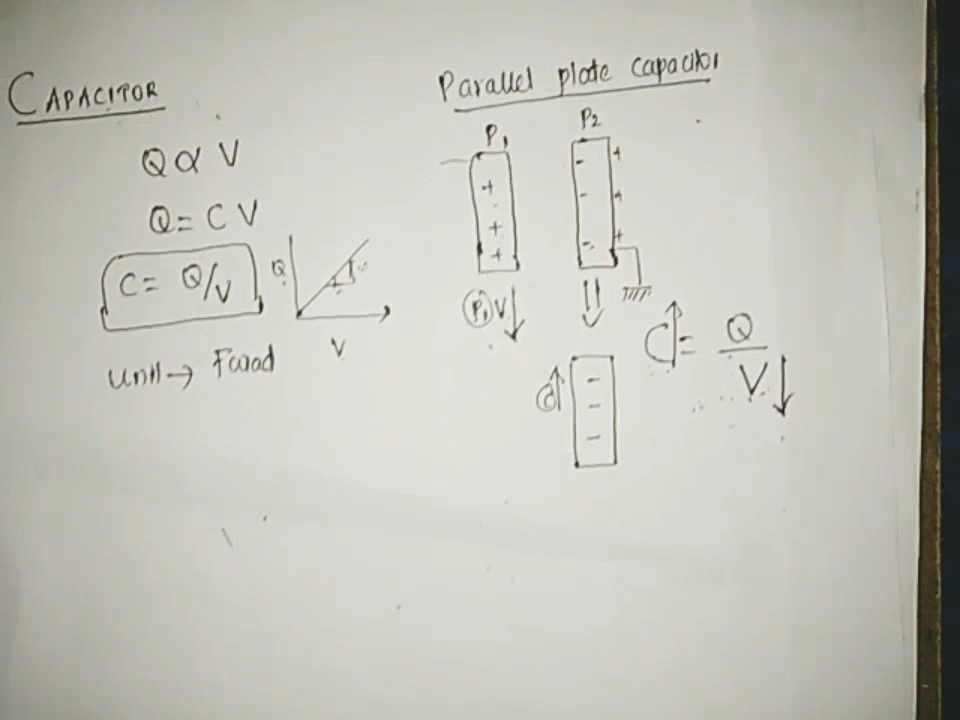 CAPACITOR
Q ∝ V
Q = C V
C = Q/V
Q
V
Unit → Farad
Parallel plate capacitor
P1
P2
+
+
+
-
-
-
+
+
+
P1 V ↓
⇓
C ↑
-
-
-
C ↑ = Q / V ↓